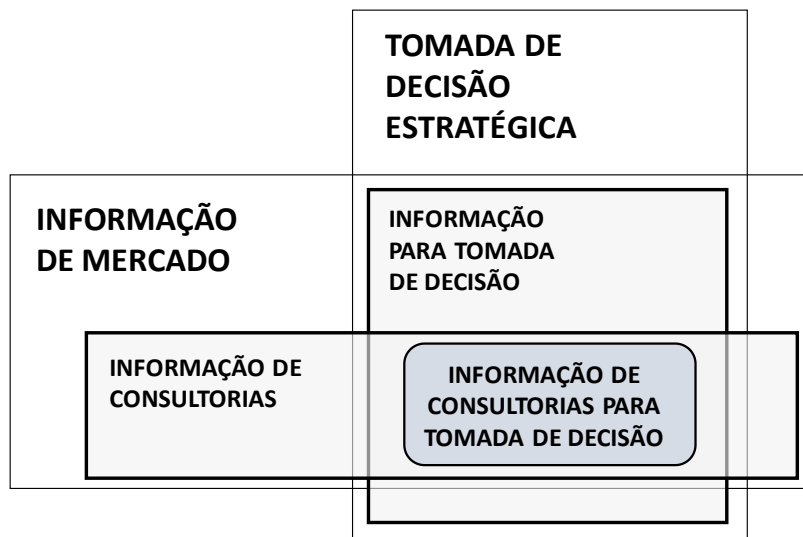 TOMADA DE
DECISÃO
ESTRATÉGICA
INFORMAÇÃO
DE MERCADO
INFORMAÇÃO
PARA TOMADA
DE DECISÃO
INFORMAÇÃO DE
CONSULTORIAS
INFORMAÇÃO DE
CONSULTORIAS PARA
TOMADA DE DECISÃO